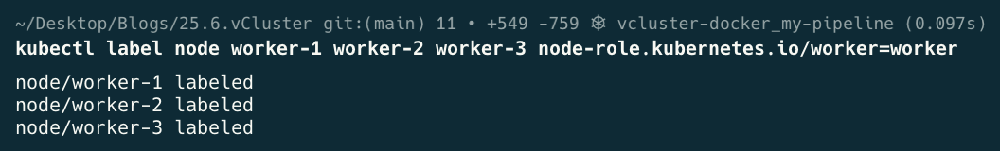 ~/Desktop/Blogs/25.6.vCluster git:(main) 11 • +549 -759 ⎈ vcluster-docker_my-pipeline (0.097s)
kubectl label node worker-1 worker-2 worker-3 node-role.kubernetes.io/worker=worker
node/worker-1 labeled
node/worker-2 labeled
node/worker-3 labeled